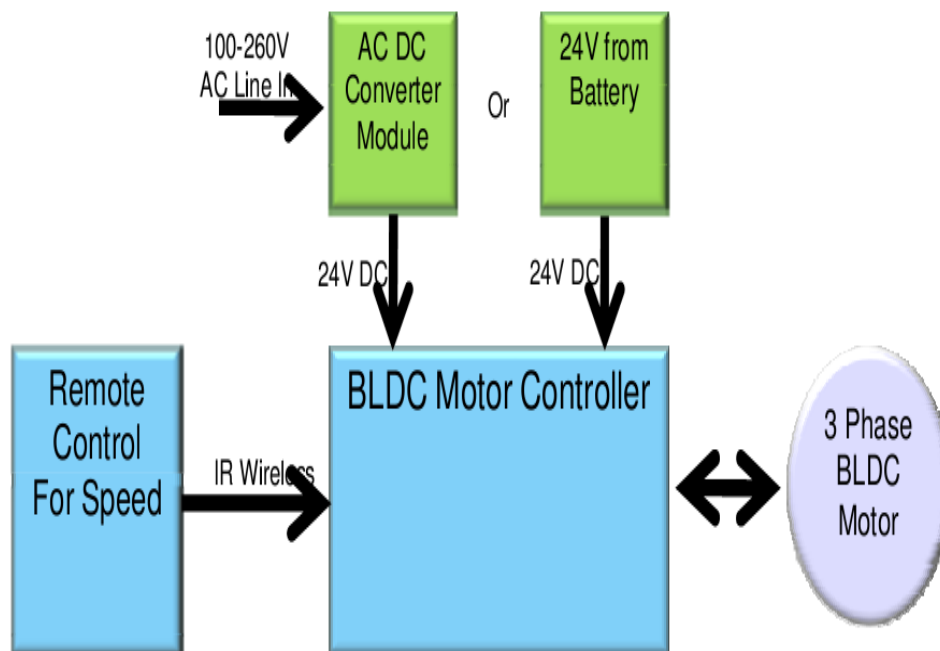 100-260V
AC Line In
AC DC
Converter
Module
Or
24V from
Battery
24V DC
24V DC
Remote
Control
For Speed
IR Wireless
BLDC Motor Controller
3 Phase
BLDC
Motor